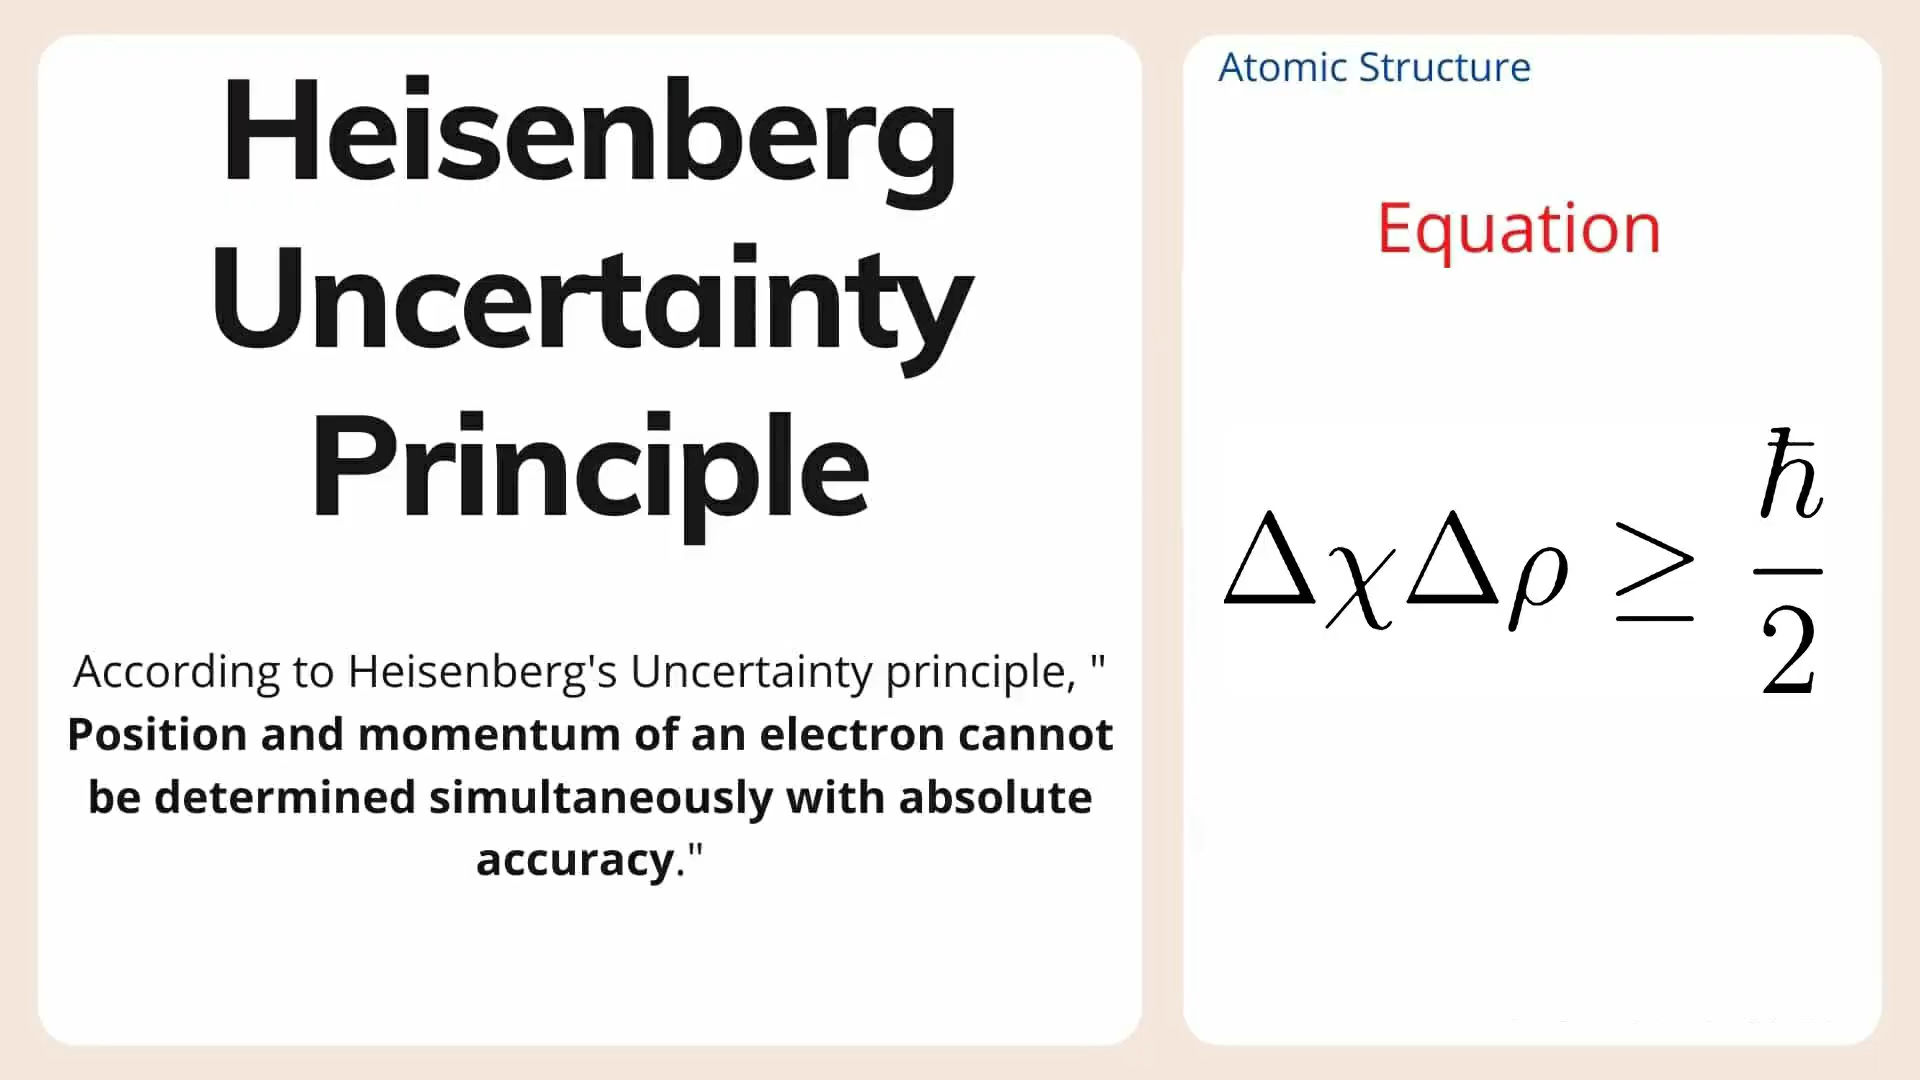 Heisenberg
Uncertainty
Principle
According to Heisenberg's Uncertainty principle, "
Position and momentum of an electron cannot
be determined simultaneously with absolute
accuracy."
Atomic Structure
Equation
ΔχΔρ ≥ ħ/2